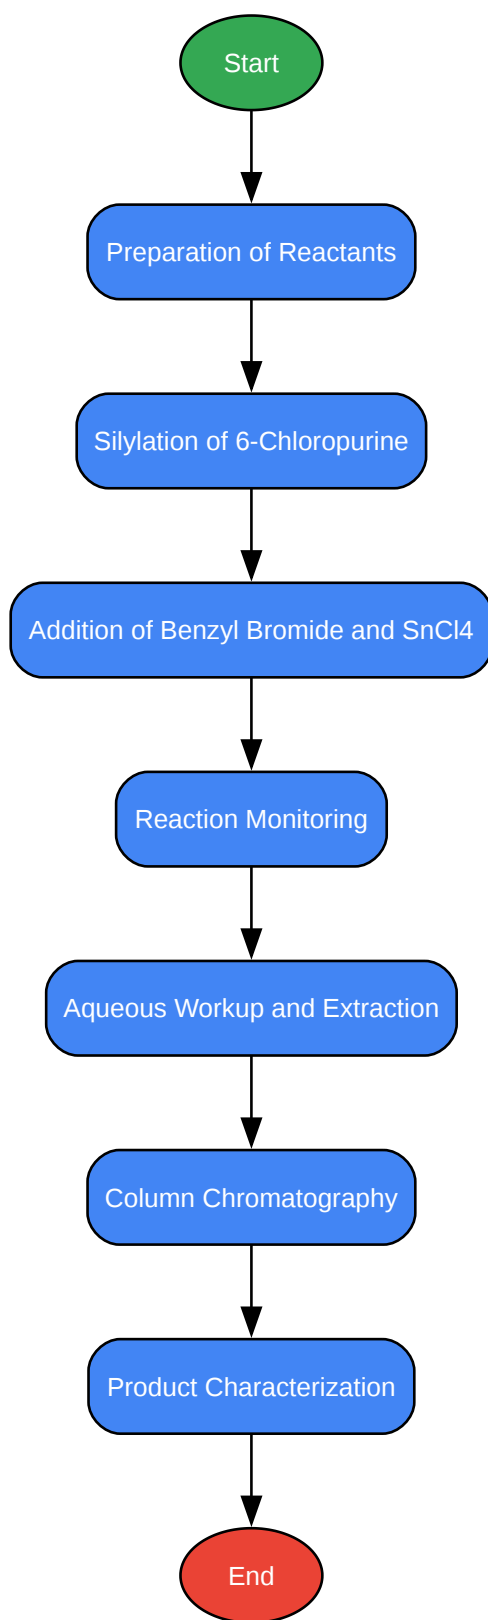 Start
Preparation of Reactants
Silylation of 6-Chloropurine
Addition of Benzyl Bromide and SnCl4
Reaction Monitoring
Aqueous Workup and Extraction
Column Chromatography
Product Characterization
End